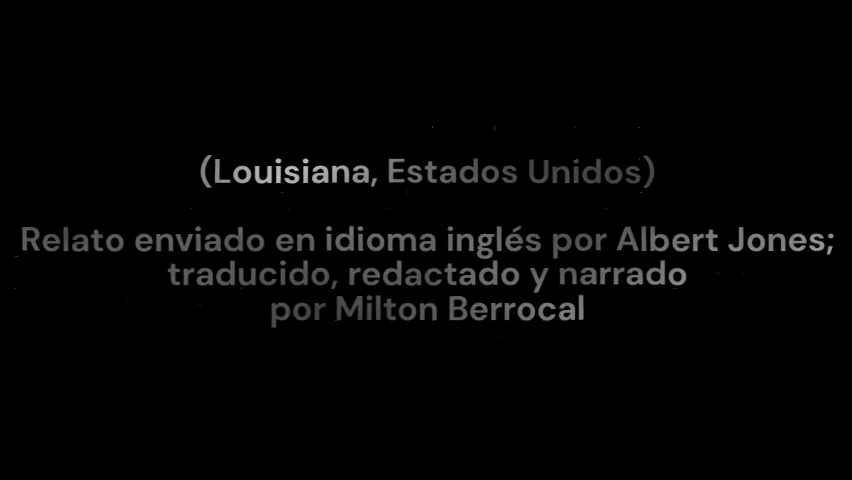 (Louisiana, Estados Unidos)
Relato enviado en idioma inglés por Albert Jones;
traducido, redactado y narrado
por Milton Berrocal